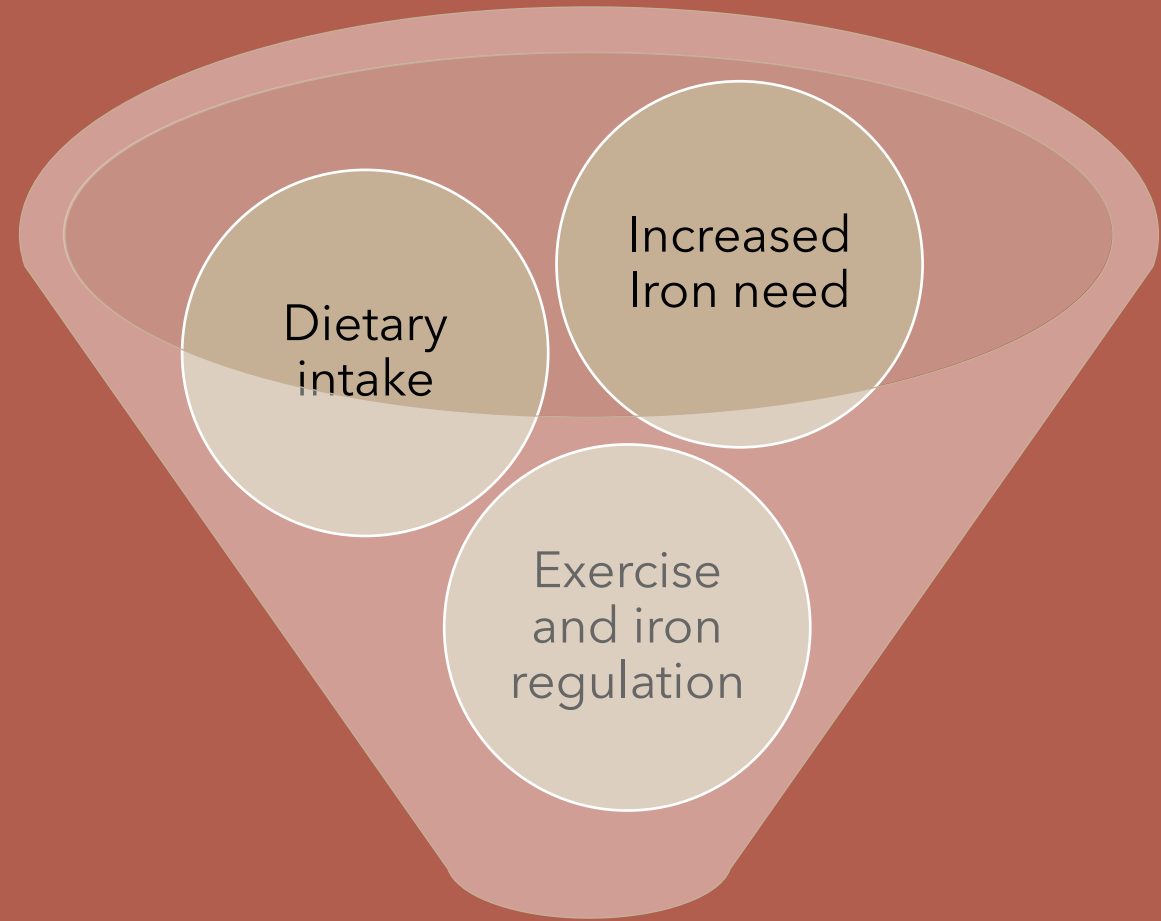 Increased
Iron need
Dietary
intake
Exercise
and iron
regulation